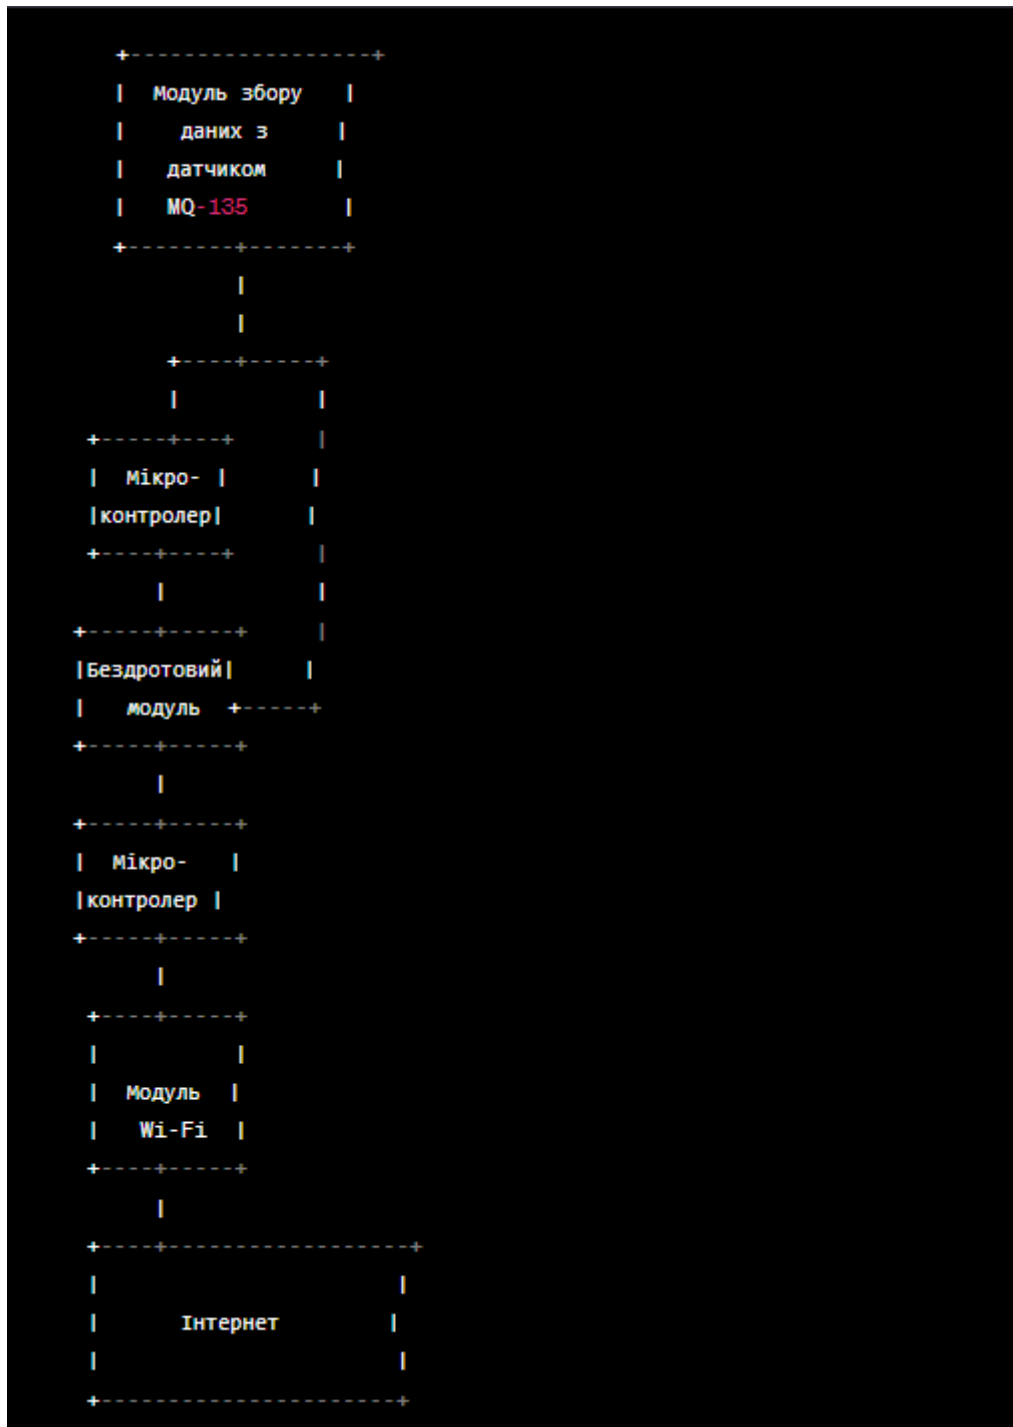 Модуль збору
даних з
датчиком
MQ-135
Мікро-
контролер
Бездротовий
модуль
Мікро-
контролер
Модуль
Wi-Fi
Інтернет